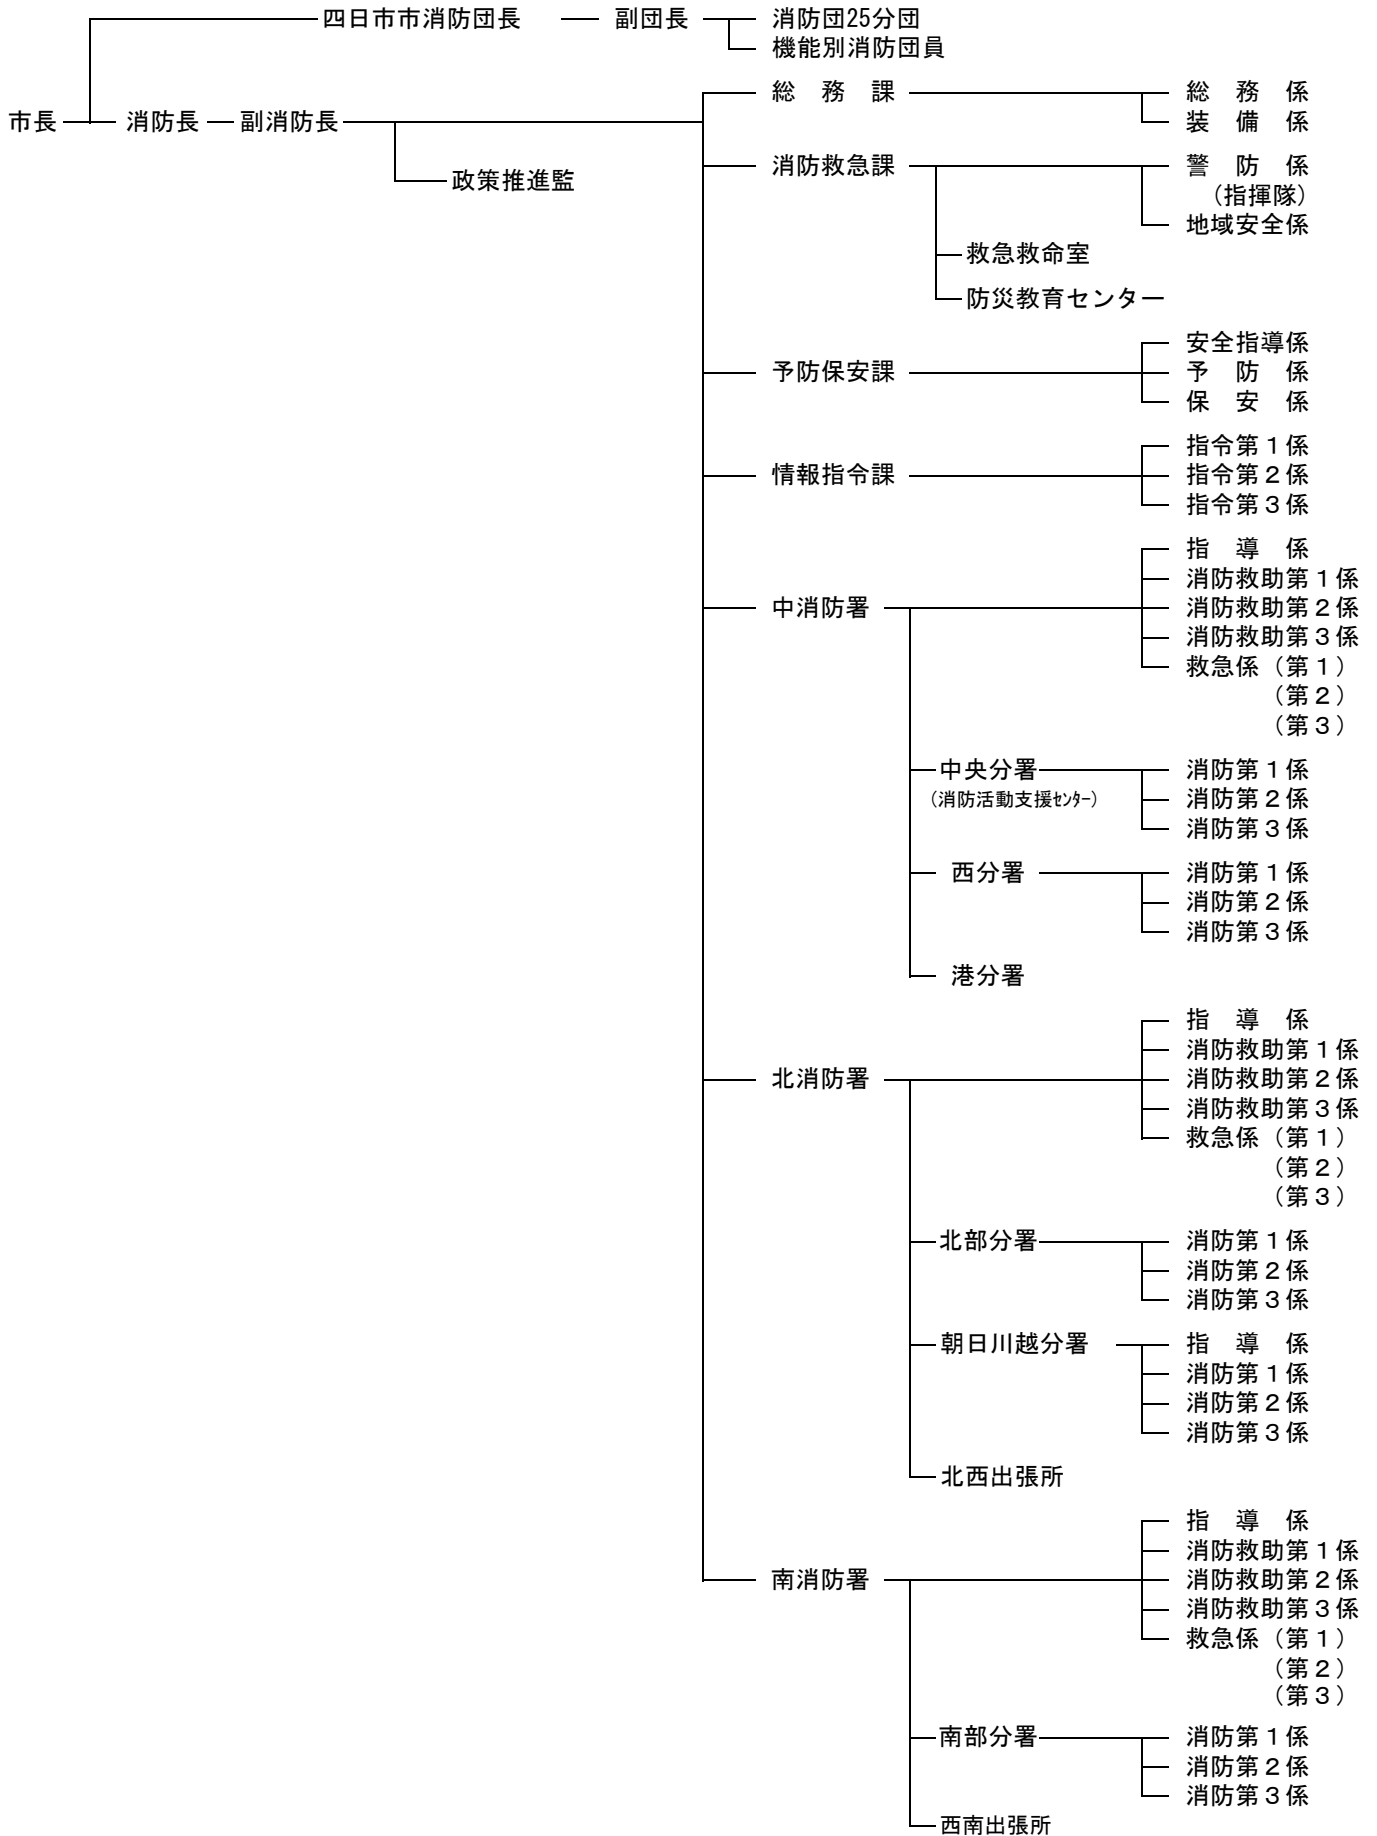 四日市市消防団長 副団長 消防団25分団
機能別消防団員
総　務　課 総　務　係
市長 消防長 副消防長 装　備　係
消防救急課 警　防　係
政策推進監
（指揮隊）
地域安全係
救急救命室
防災教育センター
安全指導係
予防保安課 予　防　係
保　安　係
指令第１係
情報指令課 指令第２係
指令第３係
指　導　係
消防救助第１係
中消防署 消防救助第２係
消防救助第３係
救急係（第１）
（第２）
（第３）
中央分署 消防第１係
（消防活動支援ｾﾝﾀｰ） 消防第２係
消防第３係
西分署 消防第１係
消防第２係
消防第３係
港分署
指　導　係
消防救助第１係
北消防署 消防救助第２係
消防救助第３係
救急係（第１）
（第２）
（第３）
北部分署 消防第１係
消防第２係
消防第３係
朝日川越分署 指　導　係
消防第１係
消防第２係
消防第３係
北西出張所
指　導　係
消防救助第１係
南消防署 消防救助第２係
消防救助第３係
救急係（第１）
（第２）
（第３）
南部分署 消防第１係
消防第２係
消防第３係
西南出張所